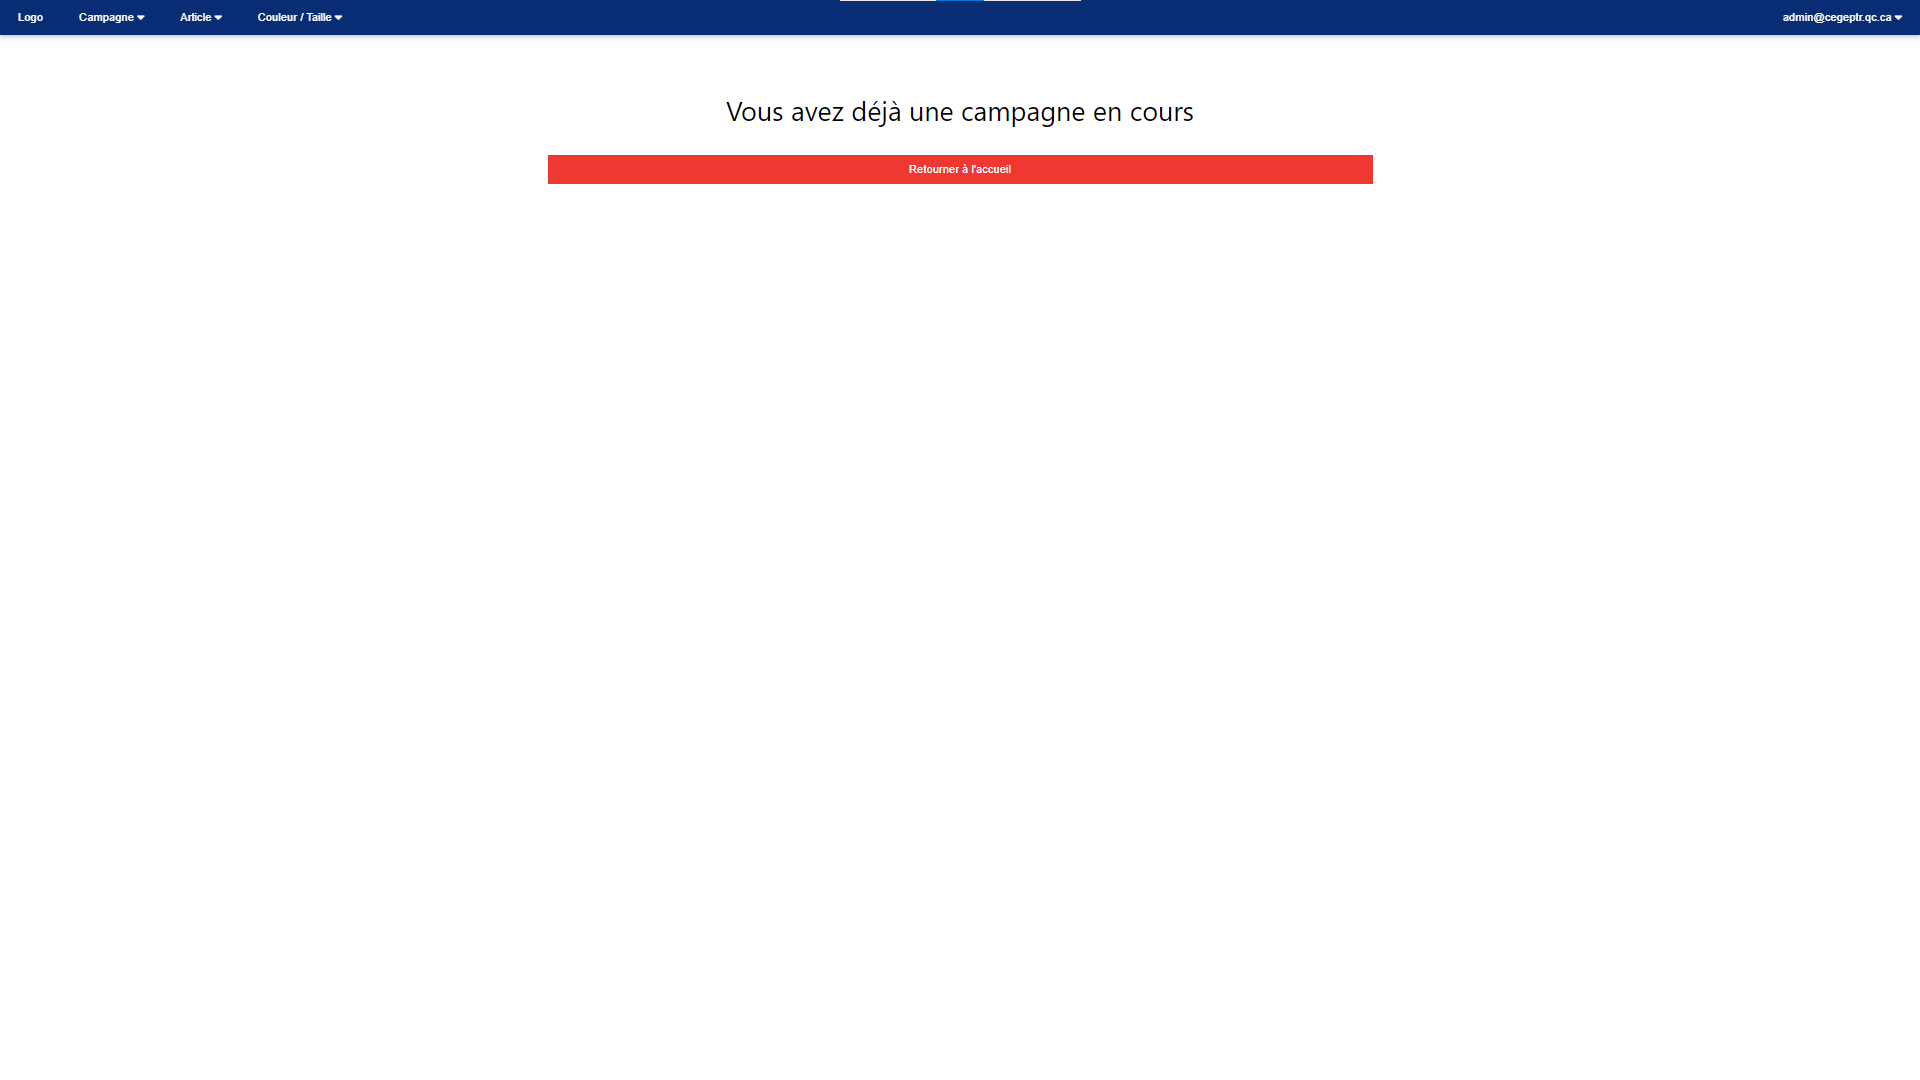 Logo Campagne Article Couleur / Taille admin@cegeptr.qc.ca
Vous avez déjà une campagne en cours
Retourner à l'accueil